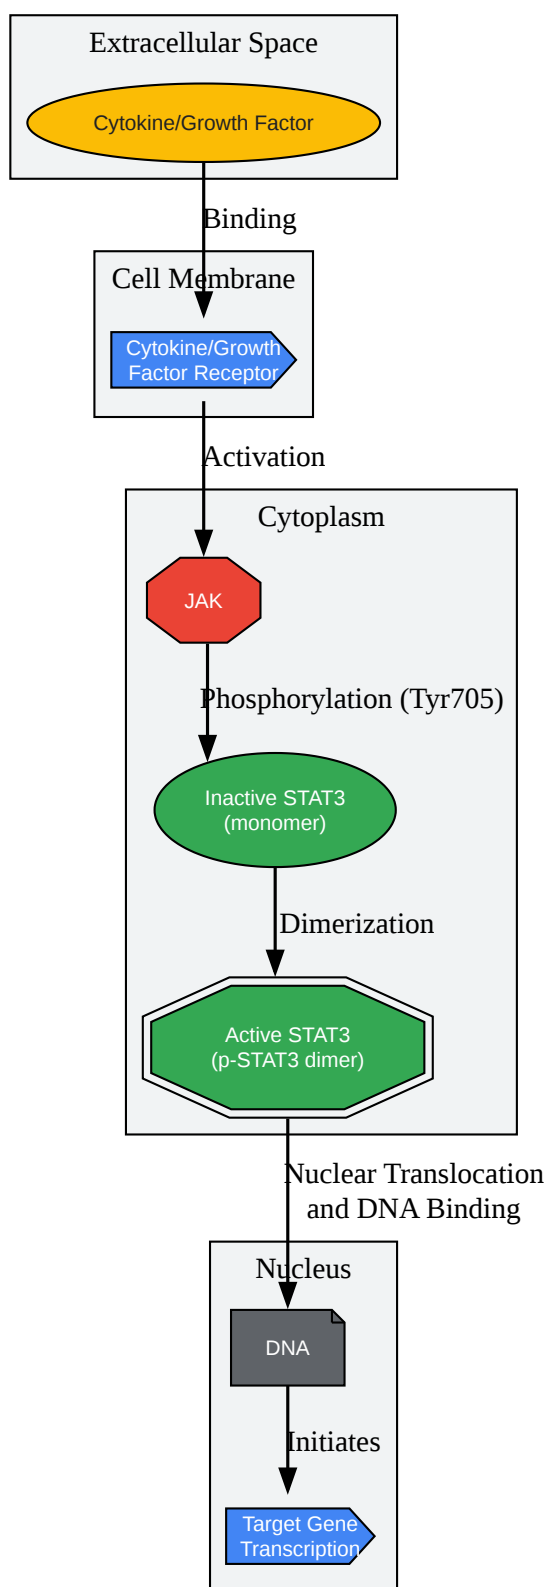 Extracellular Space
Cytokine/Growth Factor
Binding
Cell Membrane
Cytokine/Growth
Factor Receptor
Activation
Cytoplasm
JAK
Phosphorylation (Tyr705)
Inactive STAT3
(monomer)
Dimerization
Active STAT3
(p-STAT3 dimer)
Nuclear Translocation
and DNA Binding
Nucleus
DNA
Initiates
Target Gene
Transcription